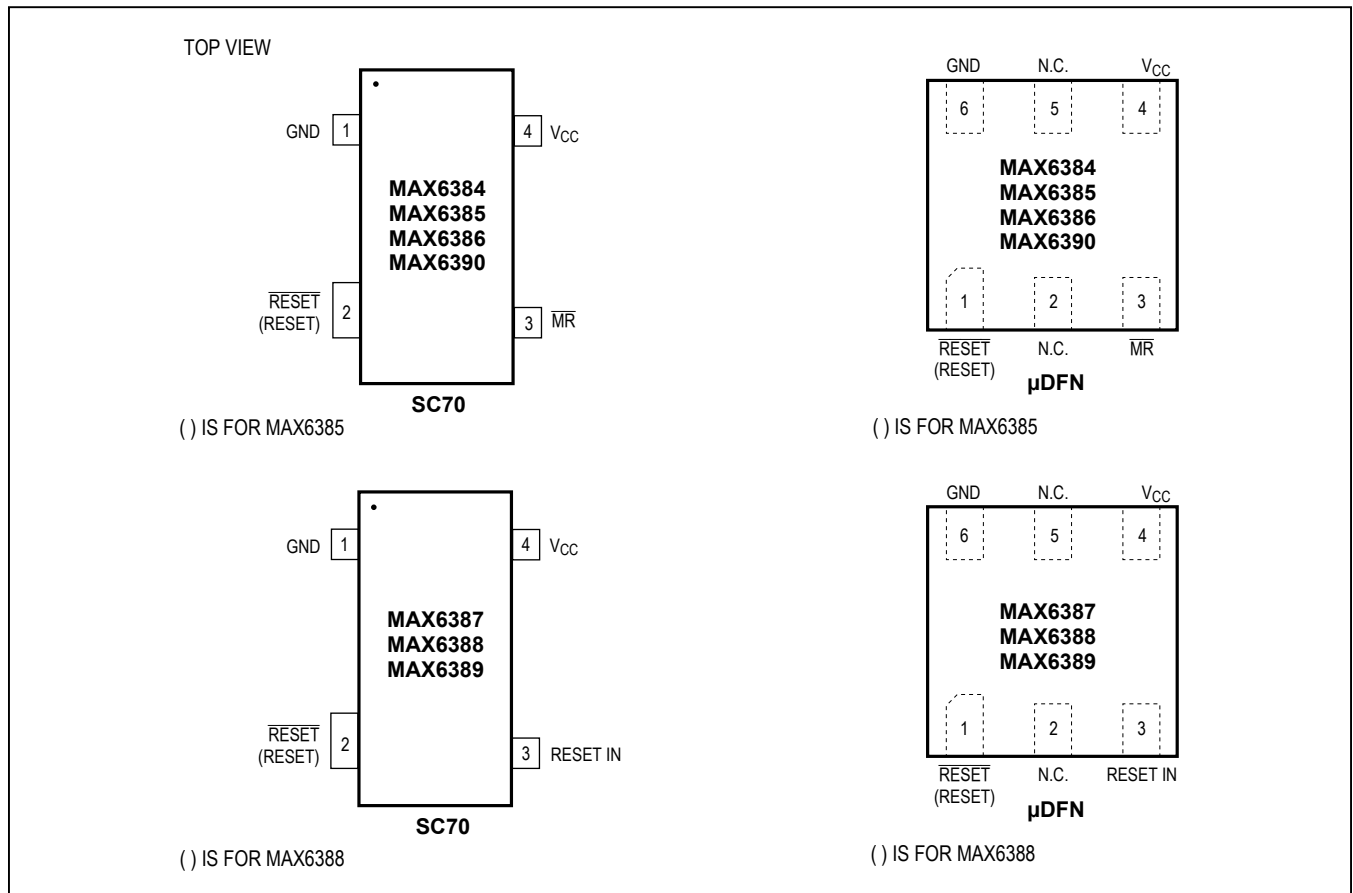 TOP VIEW
GND 1
4 VCC
MAX6384
MAX6385
MAX6386
MAX6390
RESET
(RESET)
2
3 MR
SC70
( ) IS FOR MAX6385
GND N.C. VCC
6 5 4
MAX6384
MAX6385
MAX6386
MAX6390
1 2 3
RESET N.C. MR
(RESET)
µDFN
( ) IS FOR MAX6385
GND 1
4 VCC
MAX6387
MAX6388
MAX6389
RESET
(RESET)
2
3 RESET IN
SC70
( ) IS FOR MAX6388
GND N.C. VCC
6 5 4
MAX6387
MAX6388
MAX6389
1 2 3
RESET N.C. RESET IN
(RESET)
µDFN
( ) IS FOR MAX6388